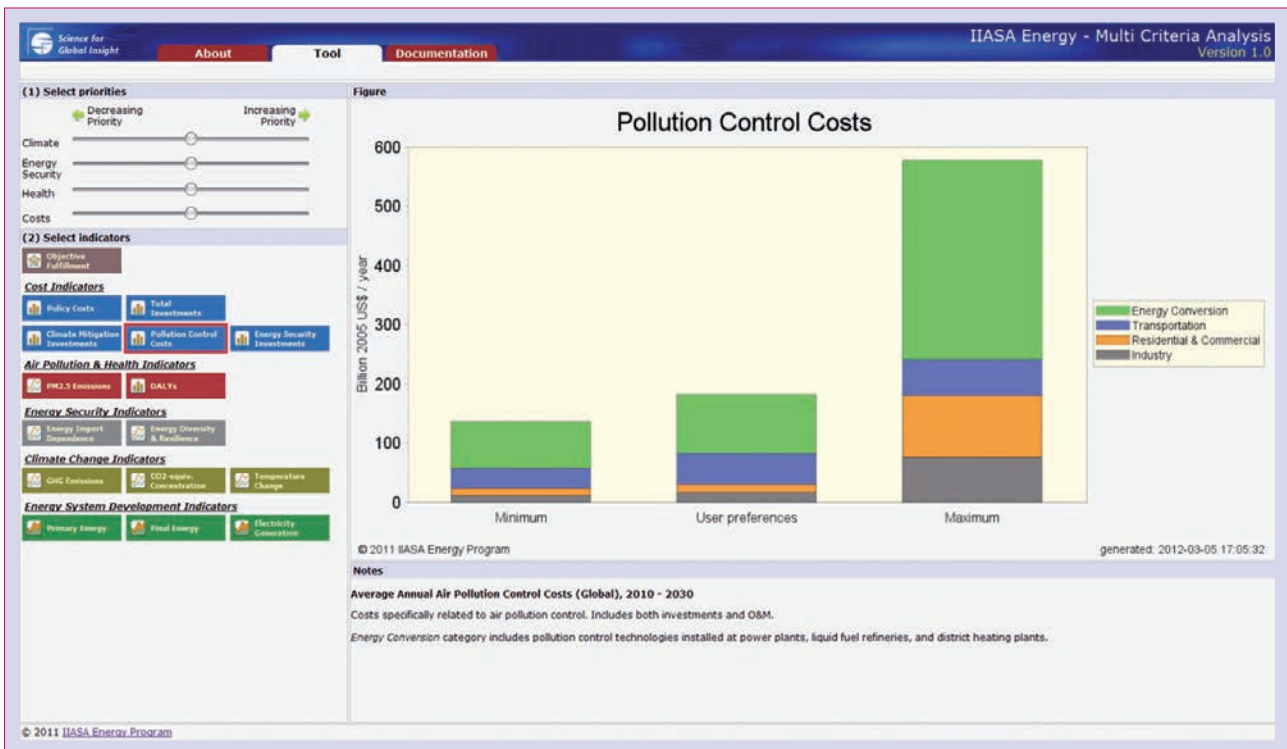 Science for
Global Insight
About
Tool
Documentation
IIASA Energy - Multi Criteria Analysis
Version 1.0
(1) Select priorities
Decreasing
Priority
Increasing
Priority
Climate
Energy
Security
Health
Costs
(2) Select indicators
Objective
Fulfillment
Cost Indicators
Policy Costs
Total
Investments
Climate Mitigation
Investments
Pollution Control
Costs
Energy Security
Investments
Air Pollution & Health Indicators
PM2.5 Emissions
DALYs
Energy Security Indicators
Energy Import
Dependence
Energy Diversity
& Resilience
Climate Change Indicators
GHG Emissions
CO2-equiv.
Concentration
Temperature
Change
Energy System Development Indicators
Primary Energy
Final Energy
Electricity
Generation
© 2011 IIASA Energy Program
Figure
Pollution Control Costs
Billion 2005 US$ / year
600
500
400
300
200
100
0
Minimum
User preferences
Maximum
Energy Conversion
Transportation
Residential & Commercial
Industry
© 2011 IIASA Energy Program
generated: 2012-03-05 17:05:32
Notes
Average Annual Air Pollution Control Costs (Global), 2010 - 2030
Costs specifically related to air pollution control. Includes both investments and O&M.
Energy Conversion category includes pollution control technologies installed at power plants, liquid fuel refineries, and district heating plants.